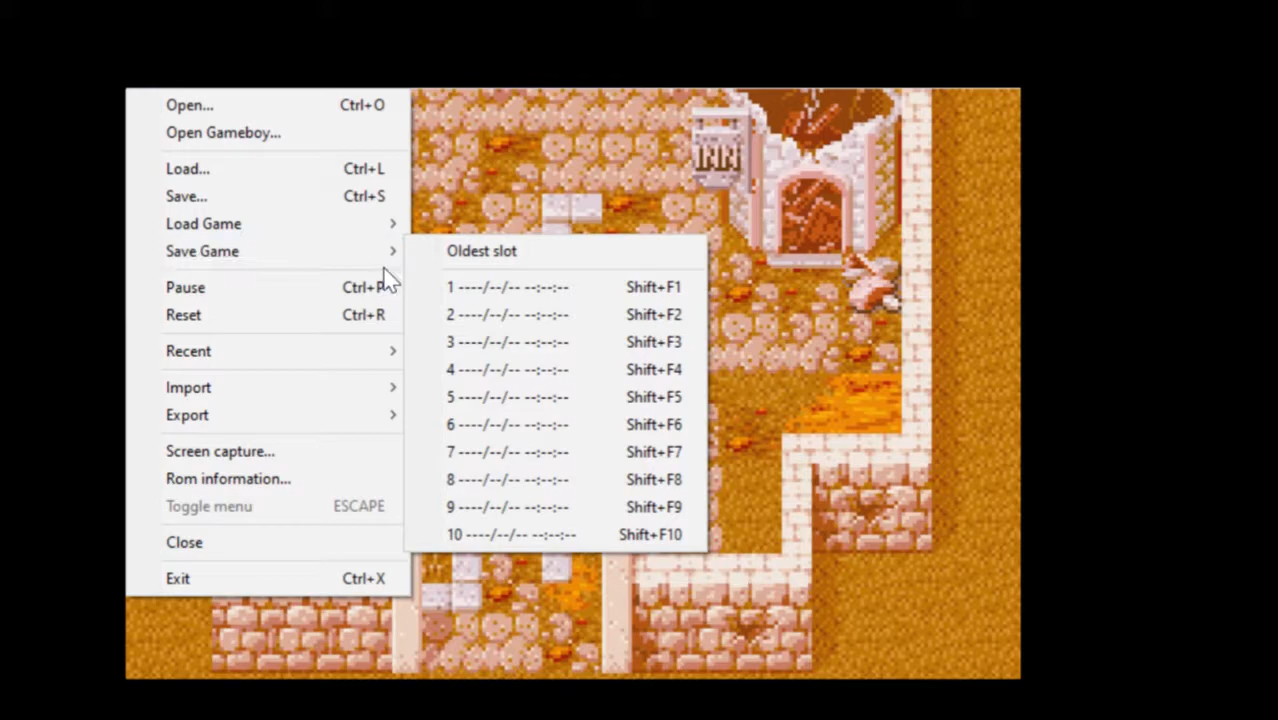 Open... Ctrl+O
Open Gameboy...
Load... Ctrl+L
Save... Ctrl+S
Load Game
Save Game
Pause Ctrl+P
Reset Ctrl+R
Recent
Import
Export
Screen capture...
Rom information...
Toggle menu ESCAPE
Close
Exit Ctrl+X
Oldest slot
1 ----/--/-- --:--:-- Shift+F1
2 ----/--/-- --:--:-- Shift+F2
3 ----/--/-- --:--:-- Shift+F3
4 ----/--/-- --:--:-- Shift+F4
5 ----/--/-- --:--:-- Shift+F5
6 ----/--/-- --:--:-- Shift+F6
7 ----/--/-- --:--:-- Shift+F7
8 ----/--/-- --:--:-- Shift+F8
9 ----/--/-- --:--:-- Shift+F9
10 ----/--/-- --:--:-- Shift+F10
INN